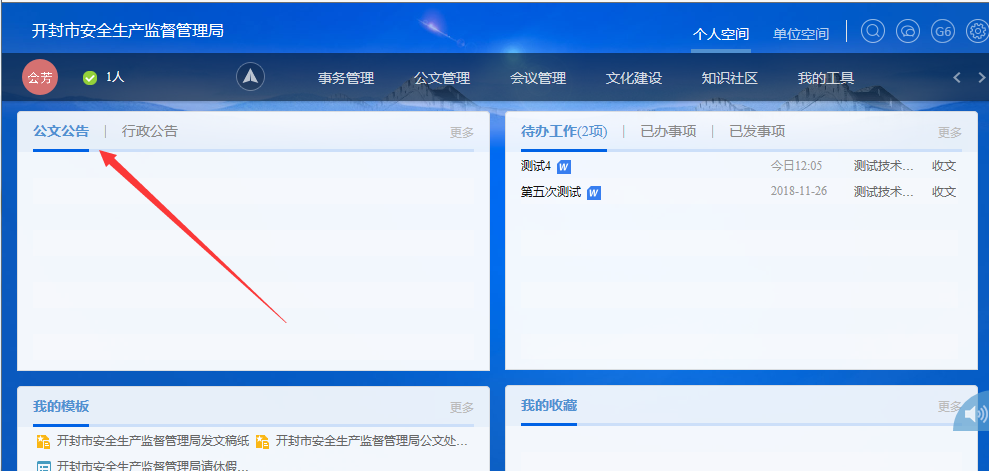 开封市安全生产监督管理局
个人空间 单位空间 G6
会芳 1人 事务管理 公文管理 会议管理 文化建设 知识社区 我的工具
公文公告 | 行政公告 更多
待办工作(2项) | 已办事项 | 已发事项 更多
测试4 W 今日12:05 测试技术... 收文
第五次测试 W 2018-11-26 测试技术... 收文
我的模板 更多
我的收藏 更多
开封市安全生产监督管理局发文稿纸 开封市安全生产监督管理局公文处...
开封市安全生产监督管理局请休假...